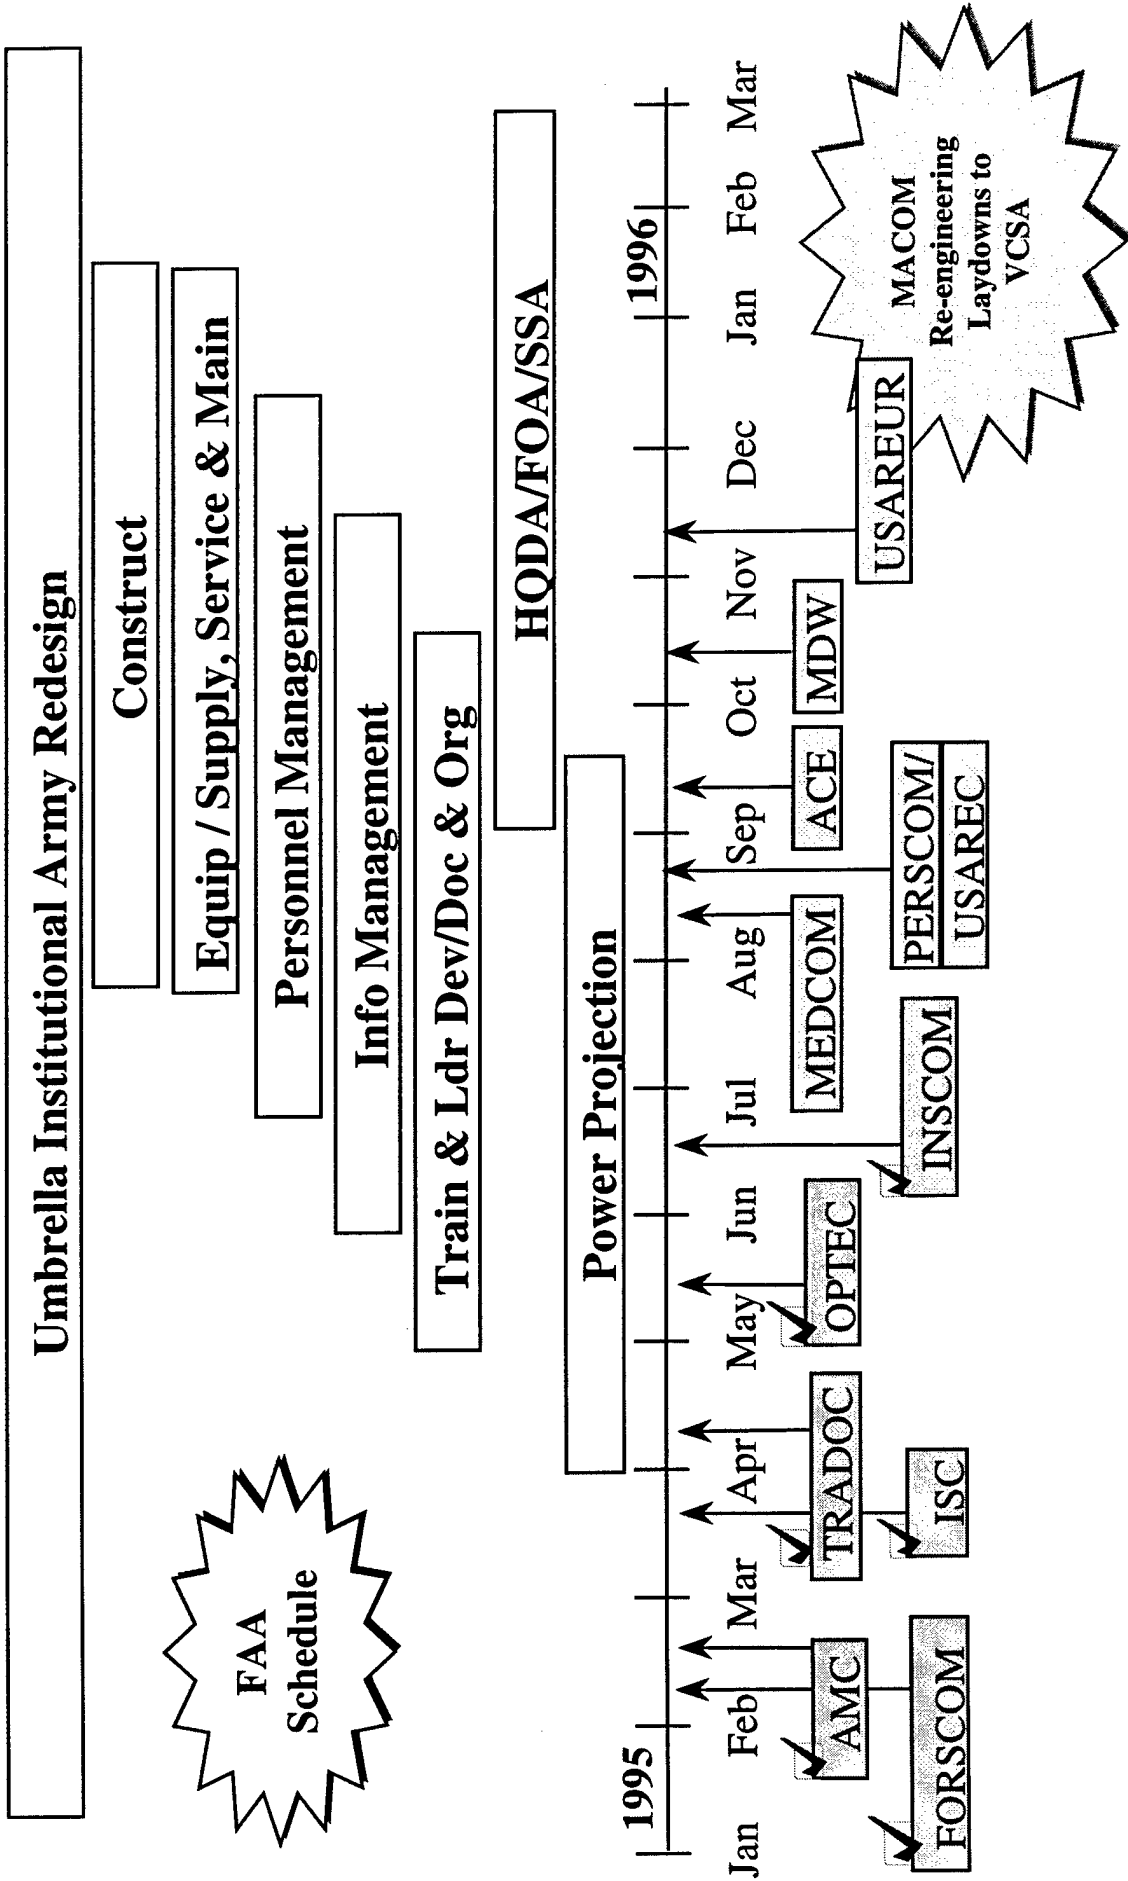 Umbrella Institutional Army Redesign
Construct
Equip / Supply, Service & Main
Personnel Management
Info Management
Train & Ldr Dev/Doc & Org
HQDA/FOA/SSA
Power Projection
FAA
Schedule
1995
1996
Jan
Feb
Mar
Apr
May
Jun
Jul
Aug
Sep
Oct
Nov
Dec
Jan
Feb
Mar
AMC
TRADOC
OPTEC
MEDCOM
ACE
MDW
USAREUR
FORSCOM
ISC
INSCOM
PERSCOM/
USAREC
MACOM
Re-engineering
Laydowns to
VCSA